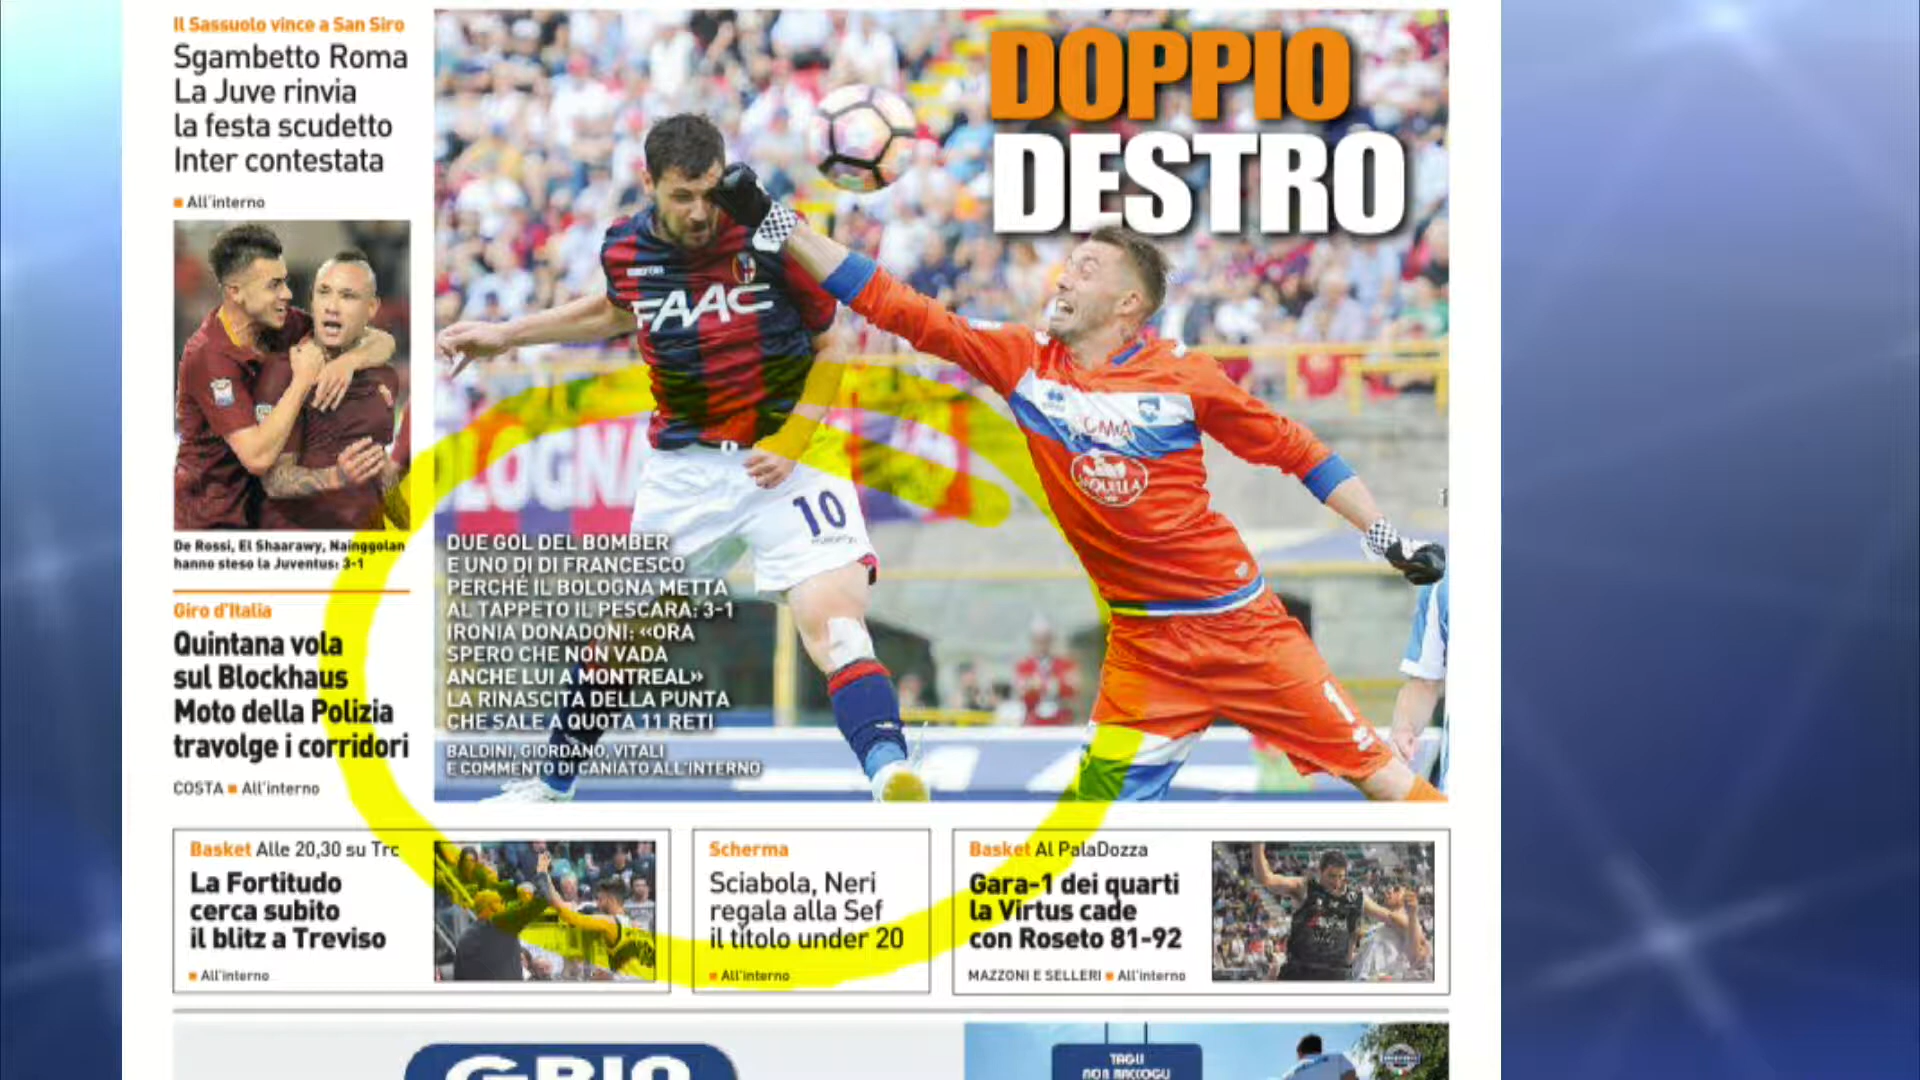 Il Sassuolo vince a San Siro
Sgambetto Roma
La Juve rinvia
la festa scudetto
Inter contestata
All'interno
De Rossi, El Shaarawy, Nainggolan
hanno steso la Juventus: 3-1
Giro d'Italia
Quintana vola
sul Blockhaus
Moto della Polizia
travolge i corridori
COSTA All'interno
DOPPIO
DESTRO
FAAC
OLOGNA
10
1
DUE GOL DEL BOMBER
E UNO DI DI FRANCESCO
PERCHÉ IL BOLOGNA METTA
AL TAPPETO IL PESCARA: 3-1
IRONIA DONADONI: «ORA
SPERO CHE NON VADA
ANCHE LUI A MONTREAL»
LA RINASCITA DELLA PUNTA
CHE SALE A QUOTA 11 RETI
BALDINI, GIORDANO, VITALI
E COMMENTO DI CANIATO ALL'INTERNO
Basket Alle 20,30 su Trc
La Fortitudo
cerca subito
il blitz a Treviso
All'interno
Scherma
Sciabola, Neri
regala alla Sef
il titolo under 20
All'interno
Basket Al PalaDozza
Gara-1 dei quarti
la Virtus cade
con Roseto 81-92
MAZZONI E SELLERI All'interno
TAGLI
NON RACCOGLI